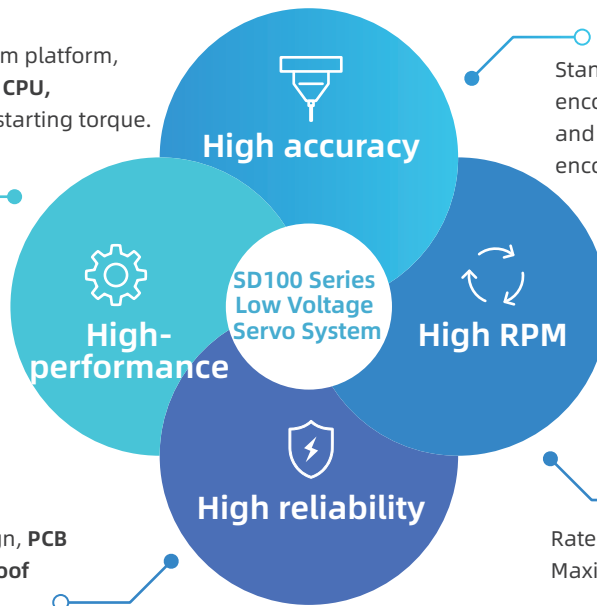 m platform,
CPU,
starting torque.
Stan
enco
and
enco
High accuracy
SD100 Series
Low Voltage
Servo System
High-
performance
High RPM
High reliability
gn, PCB
oof
Rate
Maxi